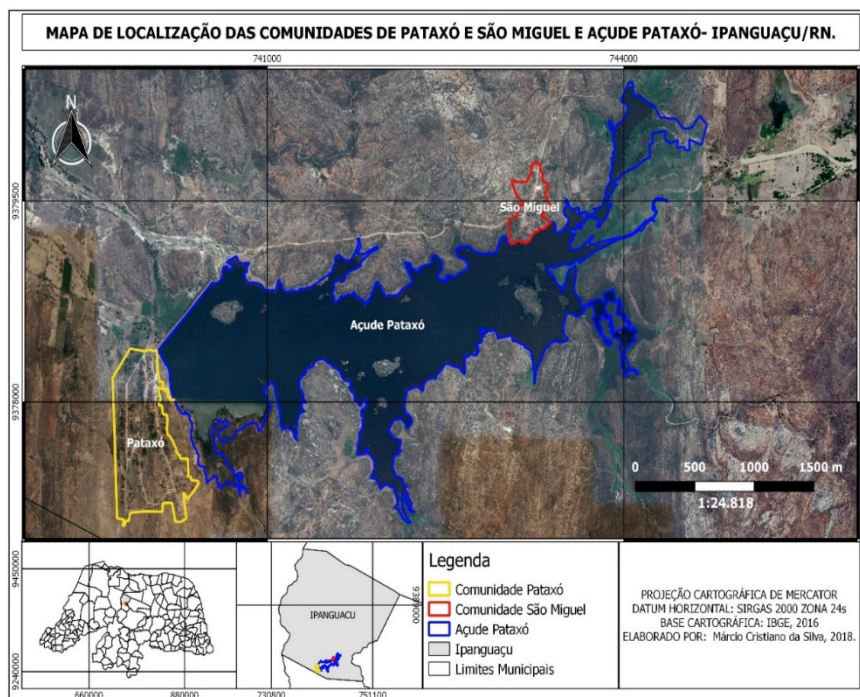 MAPA DE LOCALIZAÇÃO DAS COMUNIDADES DE PATAXÓ E SÃO MIGUEL E AÇUDE PATAXÓ- IPANGUAÇU/RN.
741000
744000
N
9379500
São Miguel
Açude Pataxó
9378000
Pataxó
0 500 1000 1500 m
1:24.818
9450000
9240000
660000
880000
IPANGUACU
730800
751100
Legenda
Comunidade Pataxó
Comunidade São Miguel
Açude Pataxó
Ipanguaçu
Limites Municipais
PROJEÇÃO CARTOGRÁFICA DE MERCATOR
DATUM HORIZONTAL: SIRGAS 2000 ZONA 24s
BASE CARTOGRÁFICA: IBGE, 2016
ELABORADO POR: Márcio Cristiano da Silva, 2018.